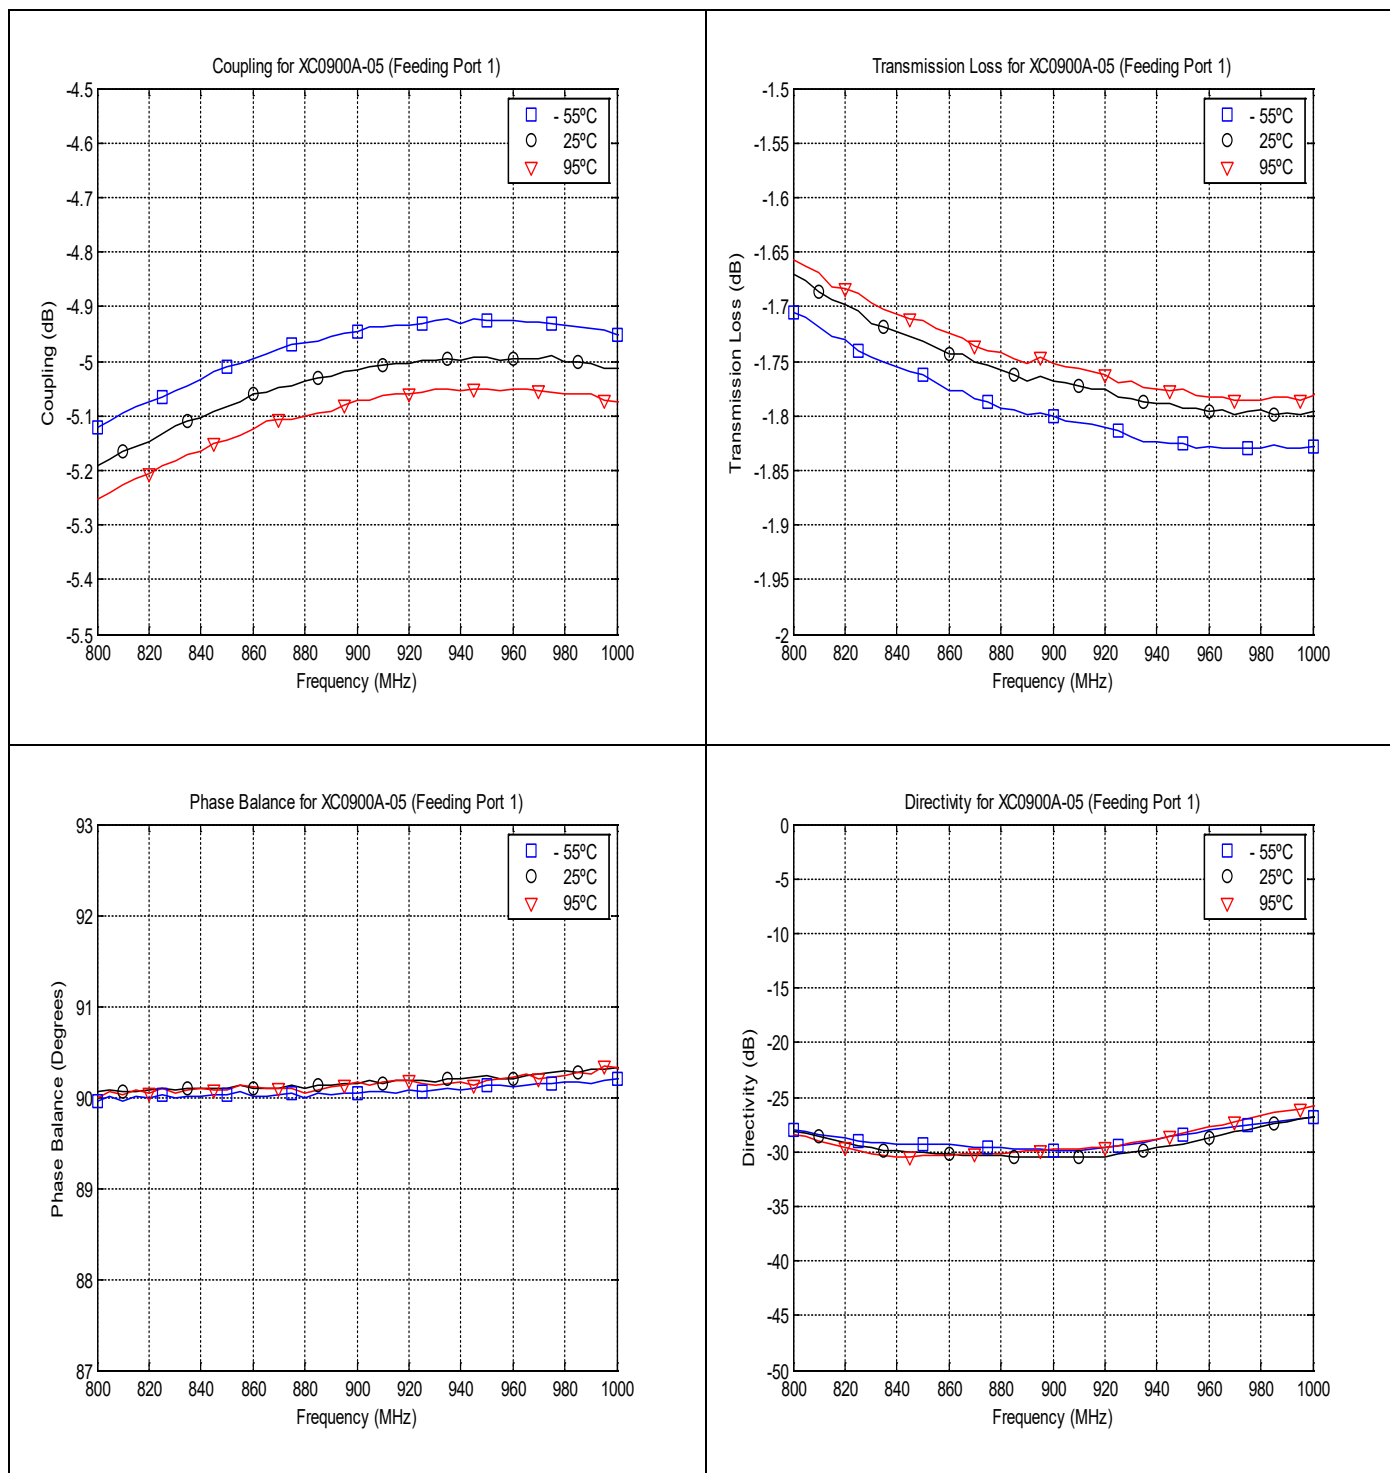 Coupling for XC0900A-05 (Feeding Port 1)
-4.5
-4.6
-4.7
-4.8
-4.9
-5
-5.1
-5.2
-5.3
-5.4
-5.5
Coupling (dB)
- 55ºC
25ºC
95ºC
800 820 840 860 880 900 920 940 960 980 1000
Frequency (MHz)
Transmission Loss for XC0900A-05 (Feeding Port 1)
-1.5
-1.55
-1.6
-1.65
-1.7
-1.75
-1.8
-1.85
-1.9
-1.95
-2
Transmission Loss (dB)
- 55ºC
25ºC
95ºC
800 820 840 860 880 900 920 940 960 980 1000
Frequency (MHz)
Phase Balance for XC0900A-05 (Feeding Port 1)
93
92
91
90
89
88
87
Phase Balance (Degrees)
- 55ºC
25ºC
95ºC
800 820 840 860 880 900 920 940 960 980 1000
Frequency (MHz)
Directivity for XC0900A-05 (Feeding Port 1)
0
-5
-10
-15
-20
-25
-30
-35
-40
-45
-50
Directivity (dB)
- 55ºC
25ºC
95ºC
800 820 840 860 880 900 920 940 960 980 1000
Frequency (MHz)